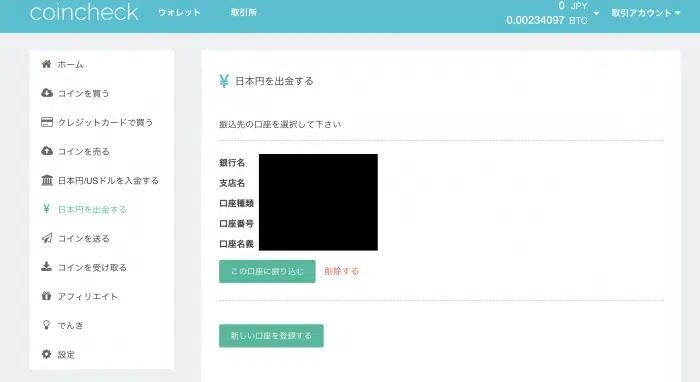 coincheck
ウォレット
取引所
0 JPY
0.00234097 BTC
取引アカウント
ホーム
コインを買う
クレジットカードで買う
コインを売る
日本円/USドルを入金する
日本円を出金する
コインを送る
コインを受け取る
アフィリエイト
でんき
設定
日本円を出金する
振込先の口座を選択して下さい
銀行名
支店名
口座種類
口座番号
口座名義
この口座に振り込む 削除する
新しい口座を登録する